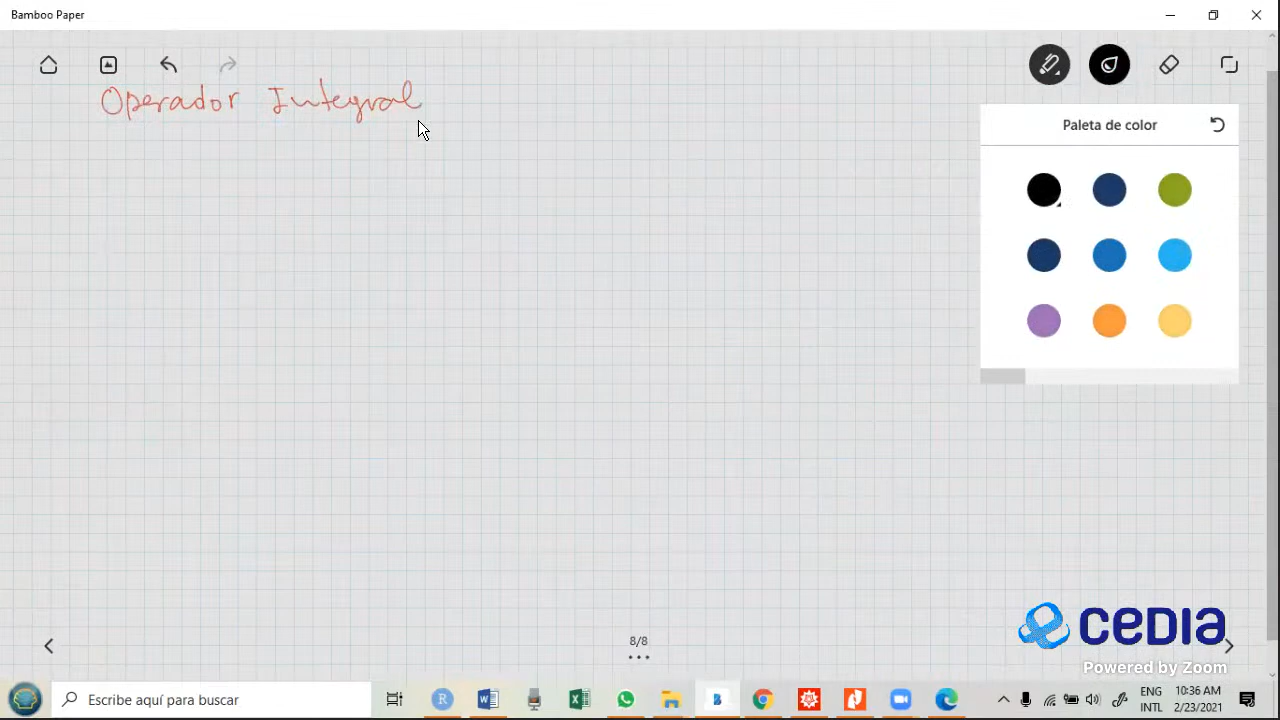 Bamboo Paper
Operador Integral
Paleta de color
8/8
cedia
Powered by Zoom
Escribe aquí para buscar
R
B
ENG
INTL
10:36 AM
2/23/2021